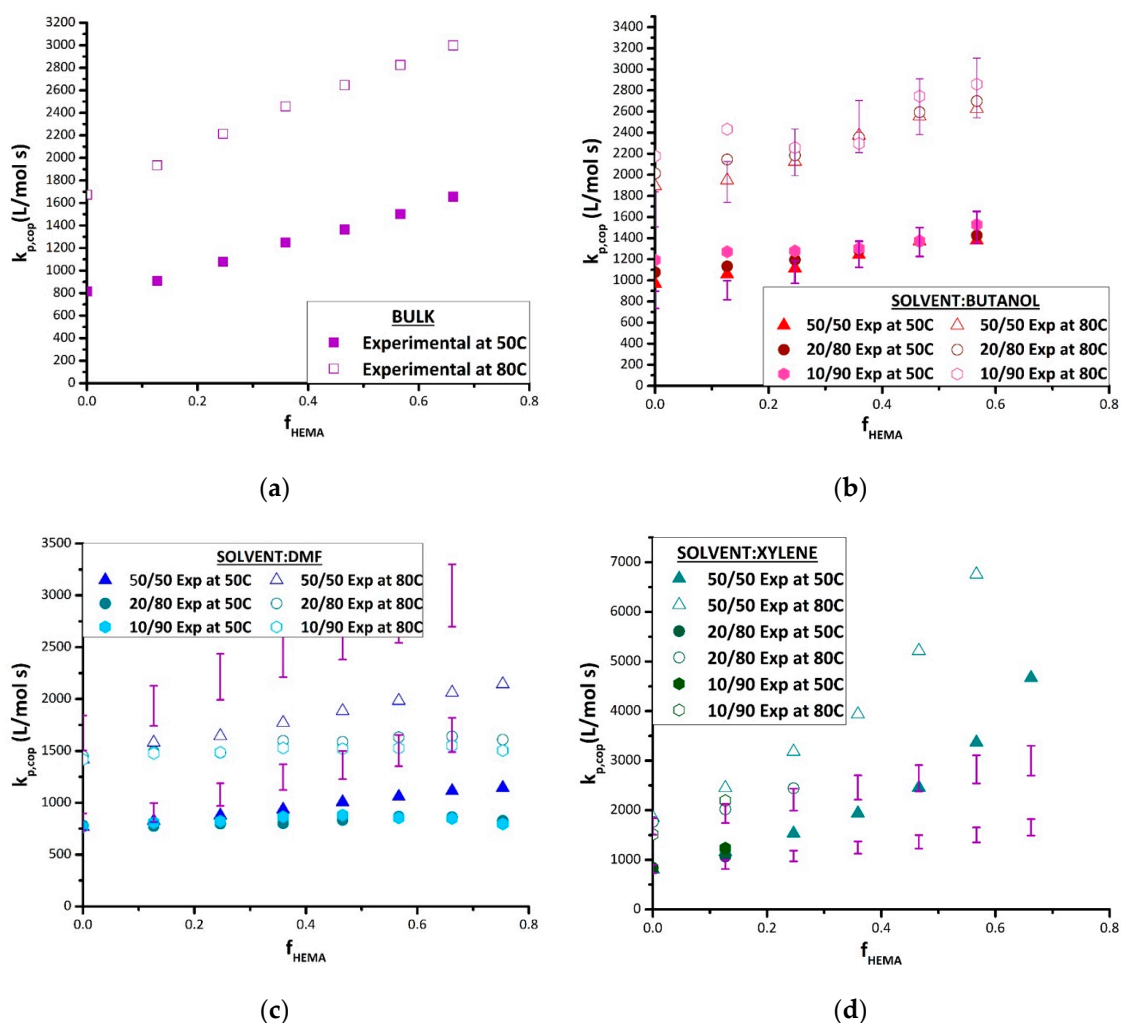 3200
3000
2800
2600
2400
2200
2000
1800
1600
1400
1200
1000
800
600
400
200
0
k_p,cop (L/mol s)
BULK
Experimental at 50C
Experimental at 80C
0.0 0.2 0.4 0.6 0.8
f_HEMA
(a)
3400
3200
3000
2800
2600
2400
2200
2000
1800
1600
1400
1200
1000
800
600
400
200
0
k_p,cop (L/mol s)
SOLVENT:BUTANOL
50/50 Exp at 50C 50/50 Exp at 80C
20/80 Exp at 50C 20/80 Exp at 80C
10/90 Exp at 50C 10/90 Exp at 80C
0.0 0.2 0.4 0.6 0.8
f_HEMA
(b)
3500
3000
2500
2000
1500
1000
500
0
k_p,cop (L/mol s)
SOLVENT:DMF
50/50 Exp at 50C 50/50 Exp at 80C
20/80 Exp at 50C 20/80 Exp at 80C
10/90 Exp at 50C 10/90 Exp at 80C
0.0 0.2 0.4 0.6 0.8
f_HEMA
(c)
7000
6000
5000
4000
3000
2000
1000
0
k_p,cop (L/mol s)
SOLVENT:XYLENE
50/50 Exp at 50C
50/50 Exp at 80C
20/80 Exp at 50C
20/80 Exp at 80C
10/90 Exp at 50C
10/90 Exp at 80C
0.0 0.2 0.4 0.6 0.8
f_HEMA
(d)